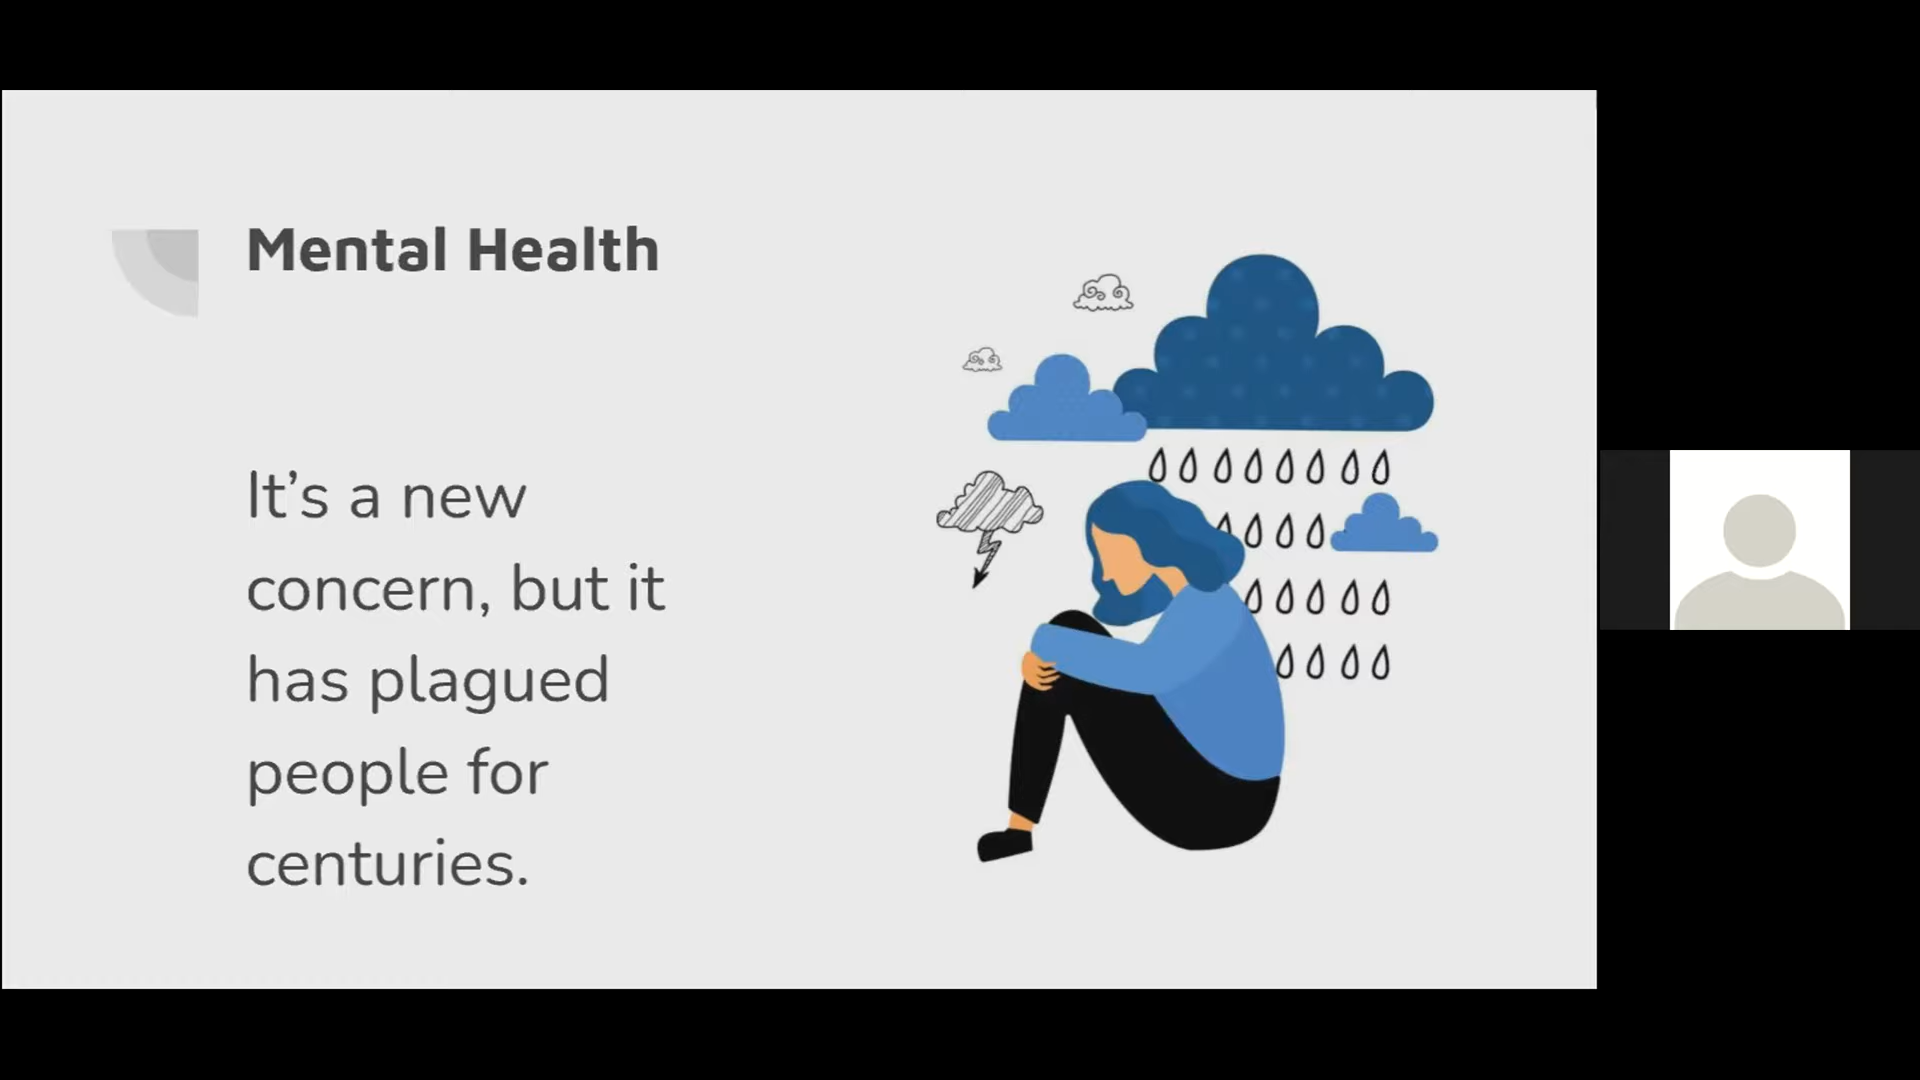 Mental Health
It’s a new
concern, but it
has plagued
people for
centuries.